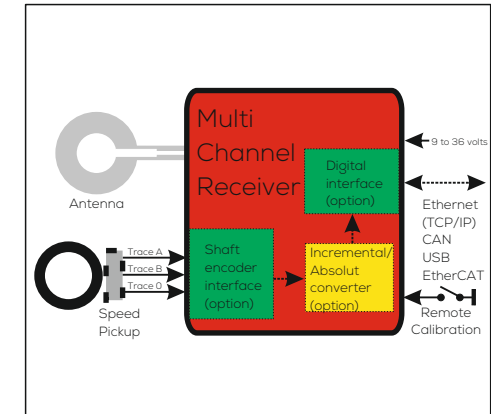 Multi
Channel
Receiver
Antenna
Digital
interface
(option)
9 to 36 volts
Ethernet
(TCP/IP)
CAN
USB
EtherCAT
Trace A
Trace B
Trace 0
Speed
Pickup
Shaft
encoder
interface
(option)
Incremental/
Absolut
converter
(option)
Remote
Calibration